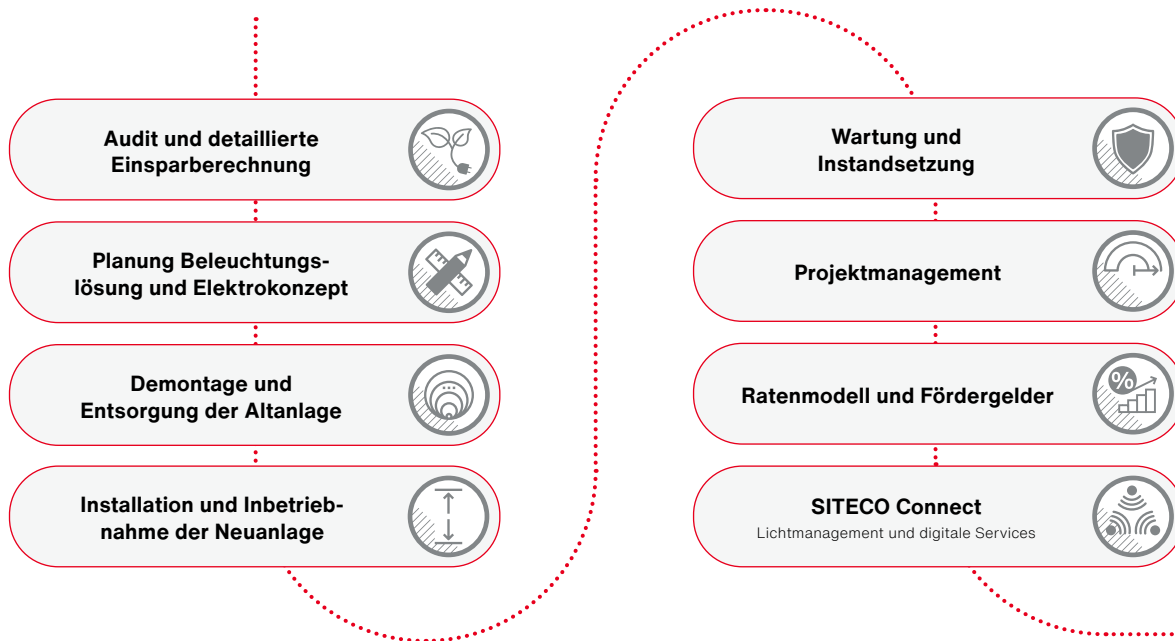 Audit und detaillierte
Einsparberechnung
Planung Beleuchtungs-
lösung und Elektrokonzept
Demontage und
Entsorgung der Altanlage
Installation und Inbetrieb-
nahme der Neuanlage
Wartung und
Instandsetzung
Projektmanagement
Ratenmodell und Fördergelder
%
SITECO Connect
Lichtmanagement und digitale Services